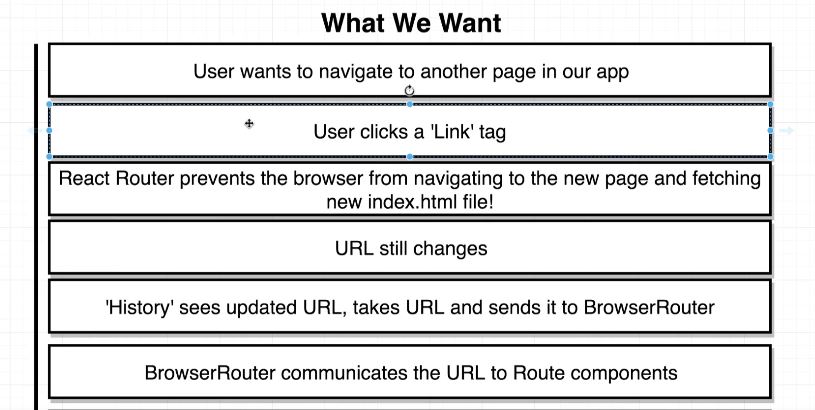 What We Want
User wants to navigate to another page in our app
User clicks a 'Link' tag
React Router prevents the browser from navigating to the new page and fetching
new index.html file!
URL still changes
'History' sees updated URL, takes URL and sends it to BrowserRouter
BrowserRouter communicates the URL to Route components